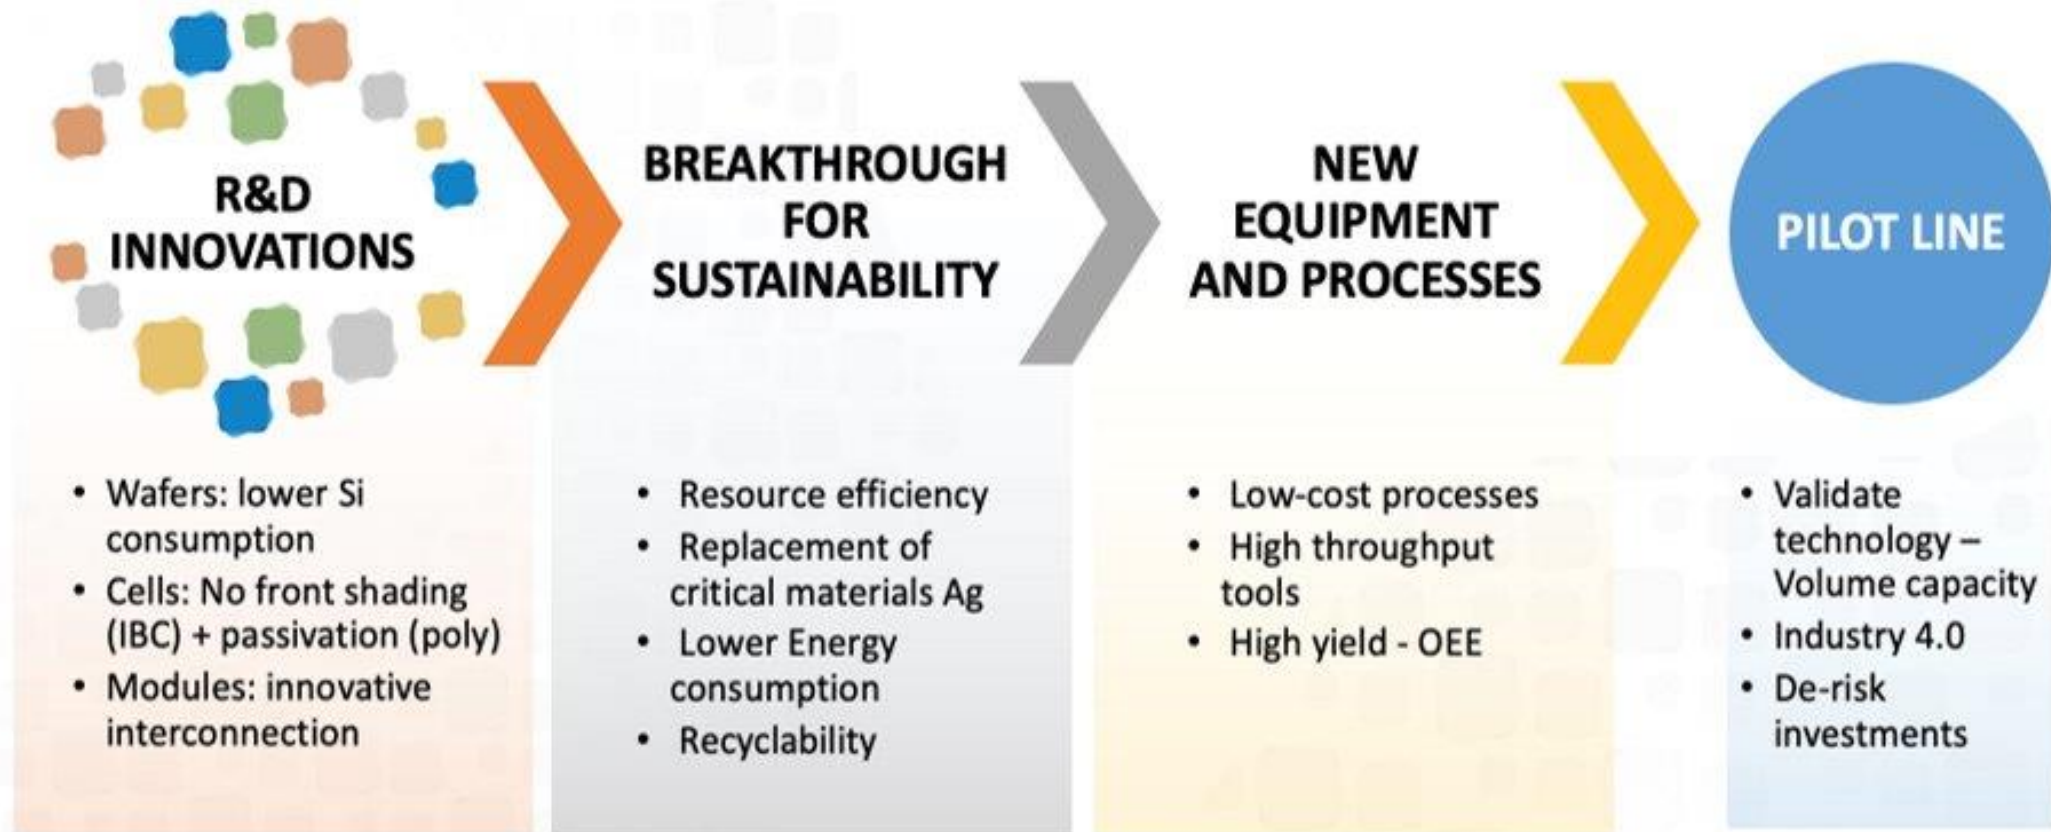 R&D
INNOVATIONS
• Wafers: lower Si
consumption
• Cells: No front shading
(IBC) + passivation (poly)
• Modules: innovative
interconnection
BREAKTHROUGH
FOR
SUSTAINABILITY
• Resource efficiency
• Replacement of
critical materials Ag
• Lower Energy
consumption
• Recyclability
NEW
EQUIPMENT
AND PROCESSES
• Low-cost processes
• High throughput
tools
• High yield - OEE
PILOT LINE
• Validate
technology –
Volume capacity
• Industry 4.0
• De-risk
investments